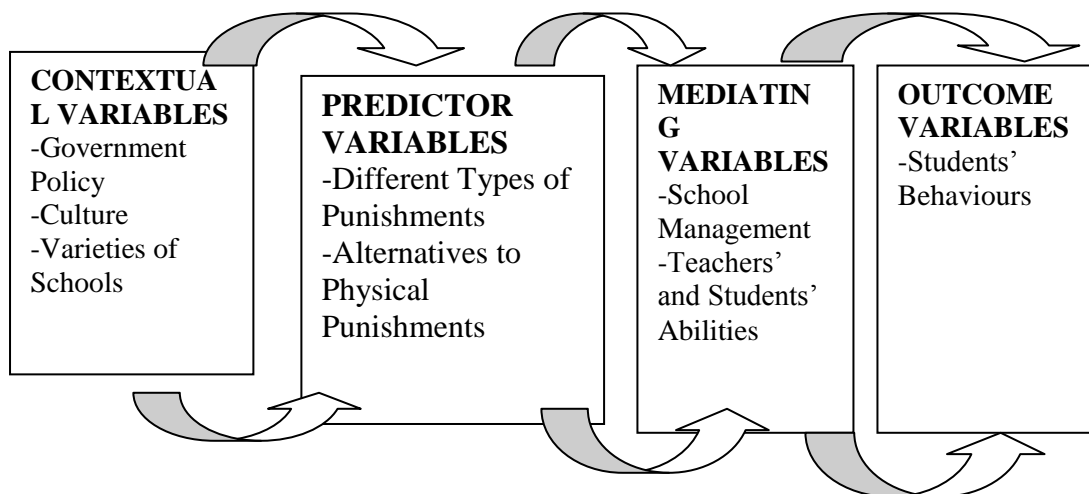 CONTEXTUA
L VARIABLES
-Government
Policy
-Culture
-Varieties of
Schools
PREDICTOR
VARIABLES
-Different Types of
Punishments
-Alternatives to
Physical
Punishments
MEDIATIN
G
VARIABLES
-School
Management
-Teachers’
and Students’
Abilities
OUTCOME
VARIABLES
-Students’
Behaviours